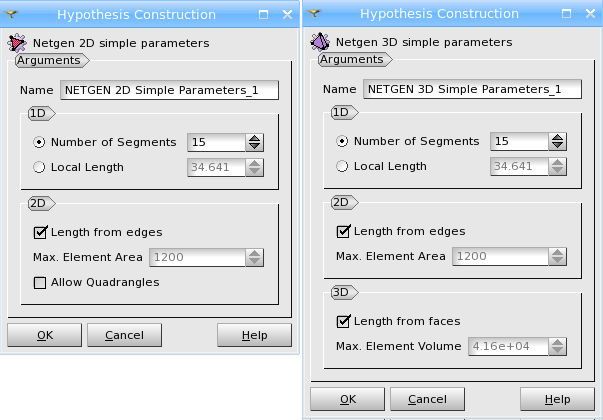 Hypothesis Construction
Netgen 2D simple parameters
Arguments
Name NETGEN 2D Simple Parameters_1
1D
Number of Segments 15
Local Length 34.641
2D
Length from edges
Max. Element Area 1200
Allow Quadrangles
OK Cancel Help
Hypothesis Construction
Netgen 3D simple parameters
Arguments
Name NETGEN 3D Simple Parameters_1
1D
Number of Segments 15
Local Length 34.641
2D
Length from edges
Max. Element Area 1200
3D
Length from faces
Max. Element Volume 4.16e+04
OK Cancel Help